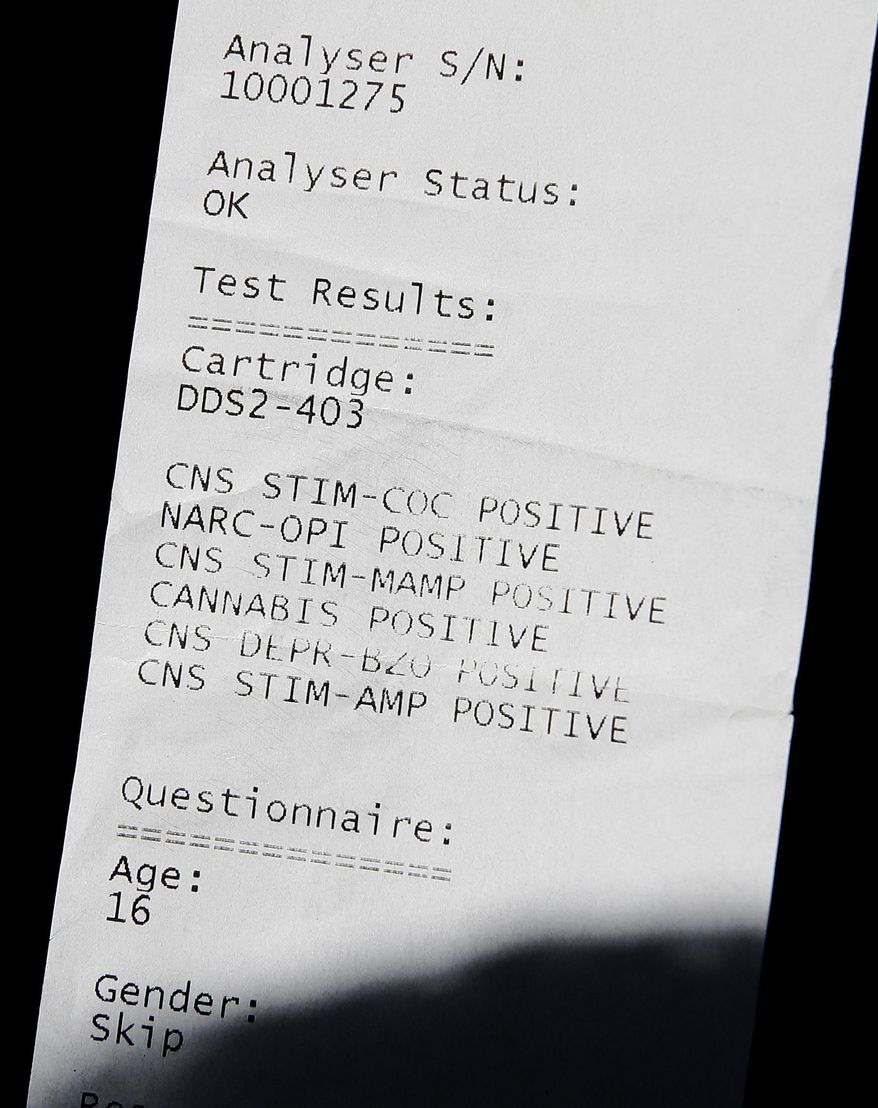 Analyser S/N:
10001275
Analyser Status:
OK
Test Results:
=============
Cartridge:
DDS2-403
CNS STIM-COC POSITIVE
NARC-OPI POSITIVE
CNS STIM-MAMP POSITIVE
CANNABIS POSITIVE
CNS DEPR-BZO POSITIVE
CNS STIM-AMP POSITIVE
Questionnaire:
==============
Age:
16
Gender:
Skip